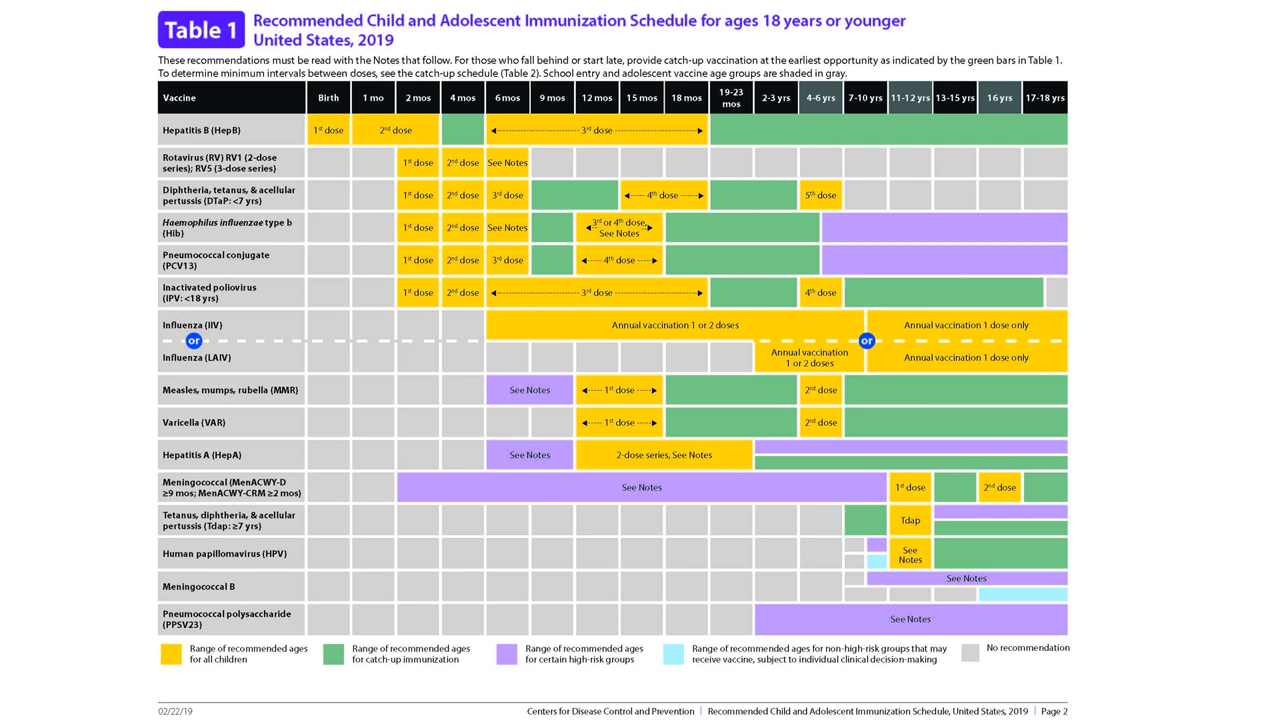 Table 1
Recommended Child and Adolescent Immunization Schedule for ages 18 years or younger
United States, 2019
These recommendations must be read with the Notes that follow. For those who fall behind or start late, provide catch-up vaccination at the earliest opportunity as indicated by the green bars in Table 1.
To determine minimum intervals between doses, see the catch-up schedule (Table 2). School entry and adolescent vaccine age groups are shaded in gray.
Vaccine Birth 1 mo 2 mos 4 mos 6 mos 9 mos 12 mos 15 mos 18 mos 19-23 mos 2-3 yrs 4-6 yrs 7-10 yrs 11-12 yrs 13-15 yrs 16 yrs 17-18 yrs
Hepatitis B (HepB) 1st dose 2nd dose 3rd dose
Rotavirus (RV) RV1 (2-dose
series); RV5 (3-dose series)
1st dose 2nd dose See Notes
Diphtheria, tetanus, & acellular
pertussis (DTaP: <7 yrs)
1st dose 2nd dose 3rd dose 4th dose 5th dose
Haemophilus influenzae type b
(Hib)
1st dose 2nd dose See Notes
3rd or 4th dose,
See Notes
Pneumococcal conjugate
(PCV13)
1st dose 2nd dose 3rd dose 4th dose
Inactivated poliovirus
(IPV: <18 yrs)
1st dose 2nd dose 3rd dose 4th dose
Influenza (IIV) Annual vaccination 1 or 2 doses Annual vaccination 1 dose only
or or
Influenza (LAIV)
Annual vaccination
1 or 2 doses
Annual vaccination 1 dose only
Measles, mumps, rubella (MMR) See Notes 1st dose 2nd dose
Varicella (VAR) 1st dose 2nd dose
Hepatitis A (HepA) See Notes 2-dose series, See Notes
Meningococcal (MenACWY-D
≥9 mos; MenACWY-CRM ≥2 mos)
See Notes 1st dose 2nd dose
Tetanus, diphtheria, & acellular
pertussis (Tdap: ≥7 yrs)
Tdap
Human papillomavirus (HPV)
See
Notes
Meningococcal B See Notes
Pneumococcal polysaccharide
(PPSV23)
See Notes
Range of recommended ages
for all children
Range of recommended ages
for catch-up immunization
Range of recommended ages
for certain high-risk groups
Range of recommended ages for non-high-risk groups that may
receive vaccine, subject to individual clinical decision-making
No recommendation
02/22/19 Centers for Disease Control and Prevention | Recommended Child and Adolescent Immunization Schedule, United States, 2019 | Page 2